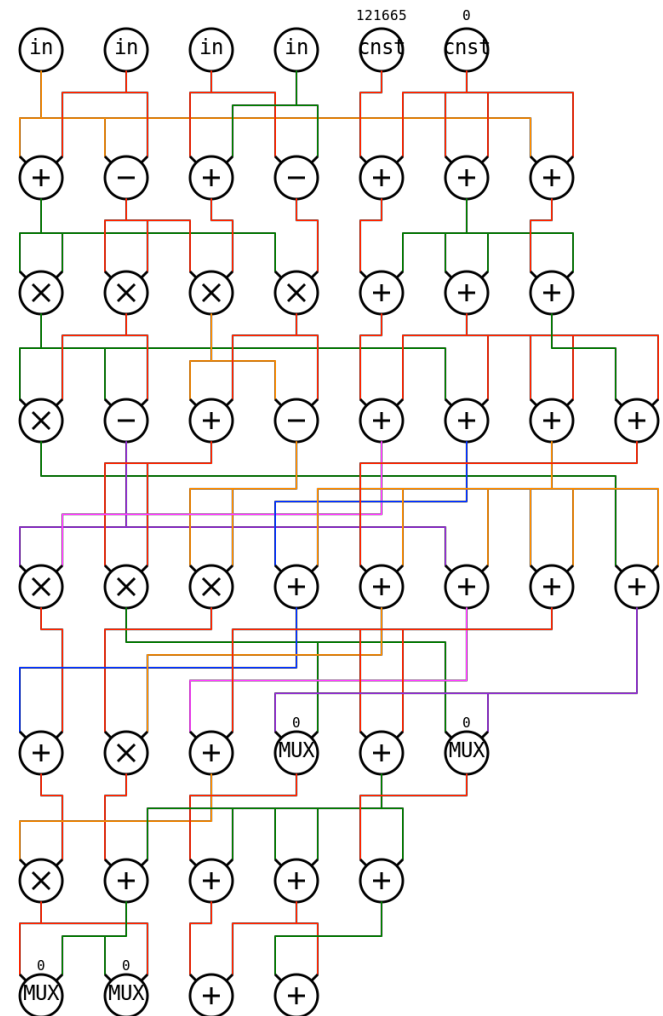 121665 0
in in in in cnst cnst
+ − + − + + +
× × × × + + +
× − + − + + + +
× × × + + + + +
0 0
+ × + MUX + MUX
× + + + +
0 0
MUX MUX + +